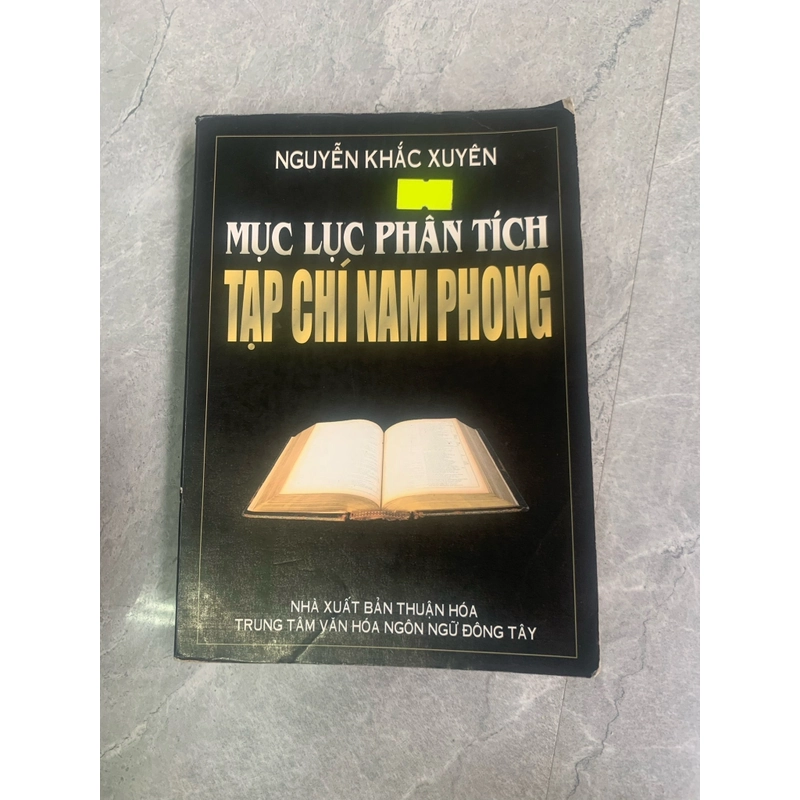 NGUYỄN KHẮC XUYÊN
MỤC LỤC PHÂN TÍCH
TẠP CHÍ NAM PHONG
NHÀ XUẤT BẢN THUẬN HÓA
TRUNG TÂM VĂN HÓA NGÔN NGỮ ĐÔNG TÂY